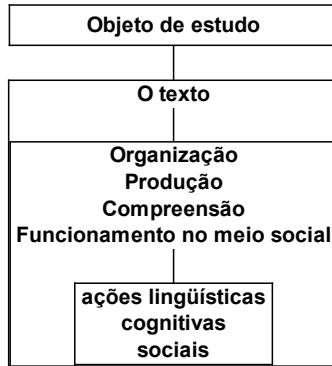 Objeto de estudo
O texto
Organização
Produção
Compreensão
Funcionamento no meio social
ações lingüísticas
cognitivas
sociais